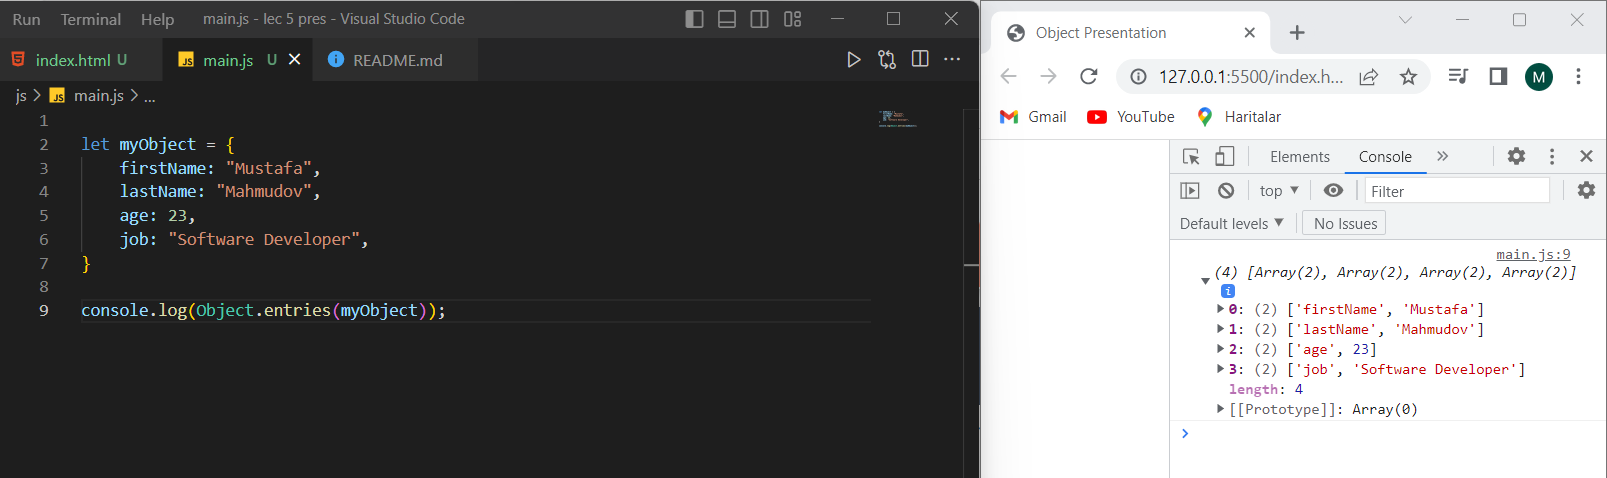 Run Terminal Help main.js - lec 5 pres - Visual Studio Code
index.html U main.js U README.md
js > main.js > ...
1
2 let myObject = {
3 firstName: "Mustafa",
4 lastName: "Mahmudov",
5 age: 23,
6 job: "Software Developer",
7 }
8
9 console.log(Object.entries(myObject));
Object Presentation
127.0.0.1:5500/index.h...
M
Gmail YouTube Haritalar
Elements Console »
top Filter
Default levels No Issues
main.js:9
(4) [Array(2), Array(2), Array(2), Array(2)]
0: (2) ['firstName', 'Mustafa']
1: (2) ['lastName', 'Mahmudov']
2: (2) ['age', 23]
3: (2) ['job', 'Software Developer']
length: 4
[[Prototype]]: Array(0)